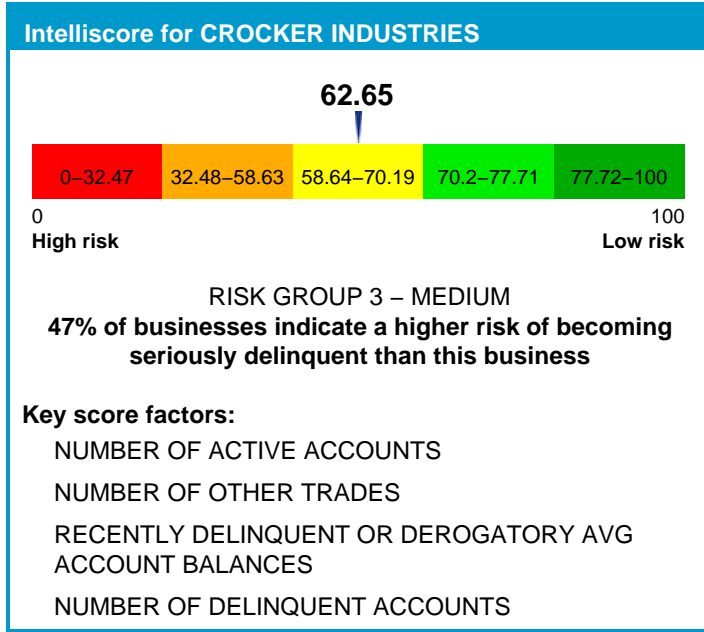 Intelliscore for CROCKER INDUSTRIES
62.65
0–32.47 32.48–58.63 58.64–70.19 70.2–77.71 77.72–100
0 100
High risk Low risk
RISK GROUP 3 – MEDIUM
47% of businesses indicate a higher risk of becoming
seriously delinquent than this business
Key score factors:
NUMBER OF ACTIVE ACCOUNTS
NUMBER OF OTHER TRADES
RECENTLY DELINQUENT OR DEROGATORY AVG
ACCOUNT BALANCES
NUMBER OF DELINQUENT ACCOUNTS